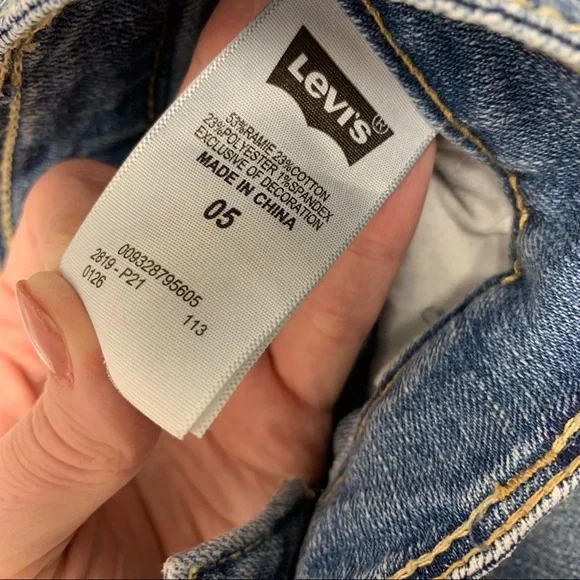 Levi's®
53%RAMIE 23%COTTON
23%POLYESTER 1%SPANDEX
EXCLUSIVE OF DECORATION
MADE IN CHINA
05
009328795605
2819 - P21
0126
113